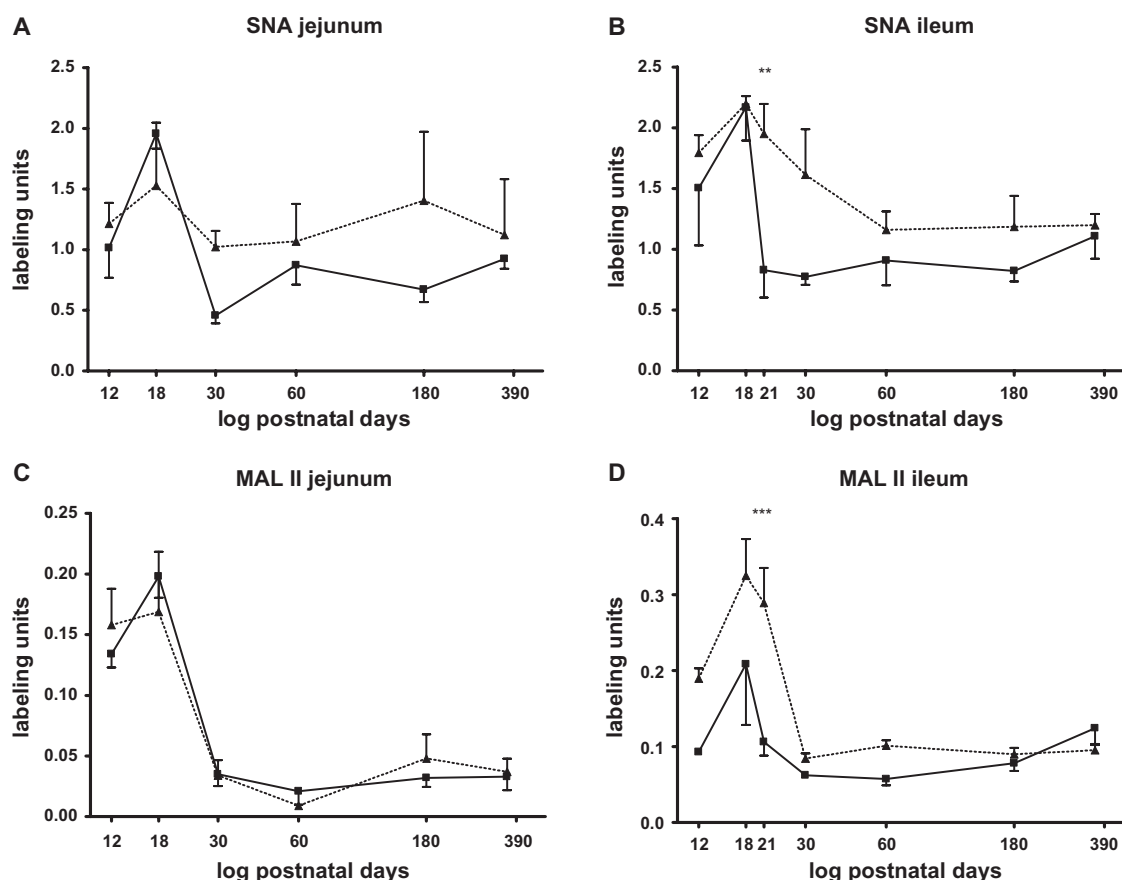 A
SNA jejunum
2.5
2.0
1.5
1.0
0.5
0.0
labeling units
12 18 30 60 180 390
log postnatal days
B
SNA ileum
**
2.5
2.0
1.5
1.0
0.5
0.0
labeling units
12 18 21 30 60 180 390
log postnatal days
C
MAL II jejunum
0.25
0.20
0.15
0.10
0.05
0.00
labeling units
12 18 30 60 180 390
log postnatal days
D
MAL II ileum
***
0.4
0.3
0.2
0.1
0.0
labeling units
12 18 21 30 60 180 390
log postnatal days